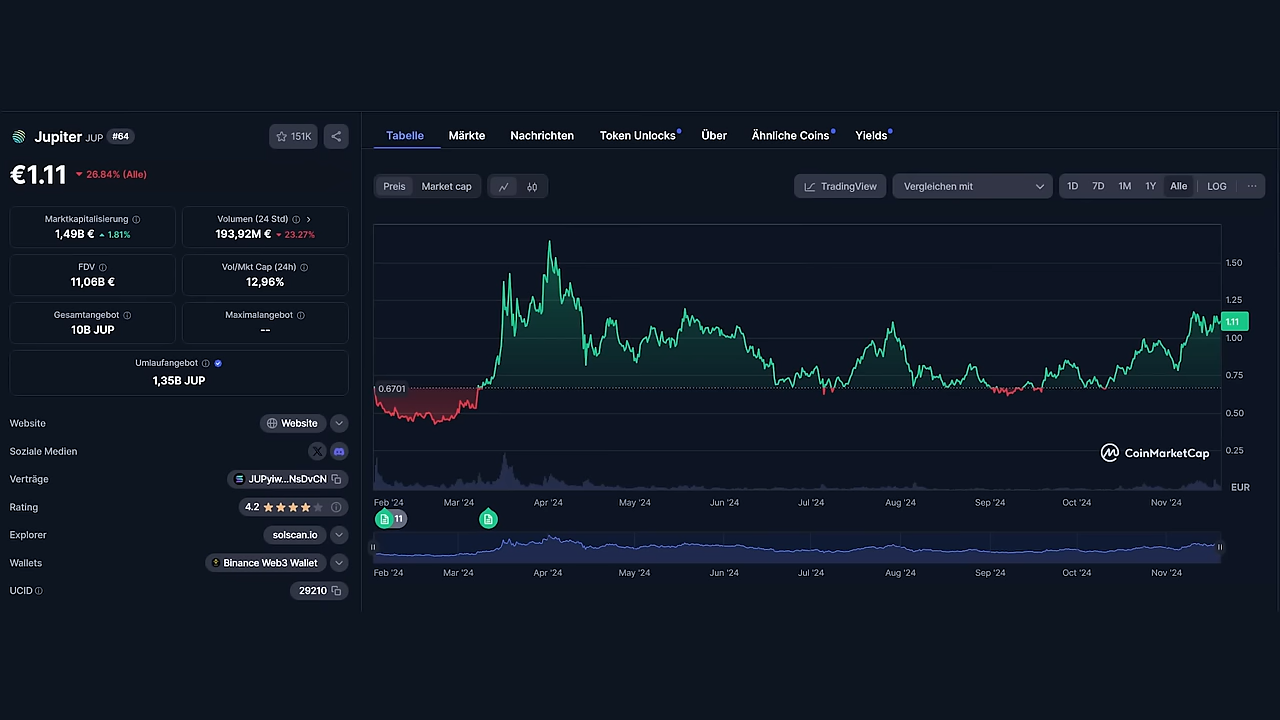 Jupiter JUP #64
151K
€1.11 26.84% (Alle)
Marktkapitalisierung
1,49B € 1.81%
Volumen (24 Std)
193,92M € 23.27%
FDV
11,06B €
Vol/Mkt Cap (24h)
12,96%
Gesamtangebot
10B JUP
Maximalangebot
--
Umlaufangebot
1,35B JUP
Website Website
Soziale Medien
Verträge JUPyiw...NsDvCN
Rating 4.2
Explorer solscan.io
Wallets Binance Web3 Wallet
UCID 29210
Tabelle Märkte Nachrichten Token Unlocks Über Ähnliche Coins Yields
Preis Market cap TradingView Vergleichen mit 1D 7D 1M 1Y Alle LOG ...
1.50
1.25
1.11
1.00
0.75
0.6701
0.50
0.25
CoinMarketCap
EUR
Feb '24 Mar '24 Apr '24 May '24 Jun '24 Jul '24 Aug '24 Sep '24 Oct '24 Nov '24
11
Feb '24 Mar '24 Apr '24 May '24 Jun '24 Jul '24 Aug '24 Sep '24 Oct '24 Nov '24